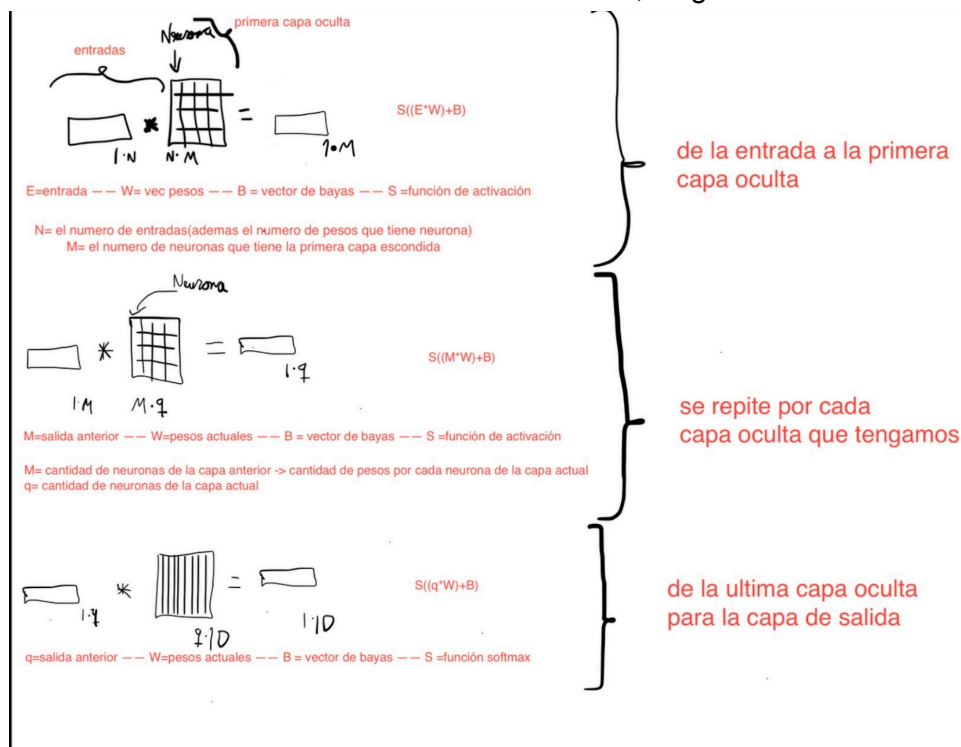 Neurona
primera capa oculta
entradas
* =
1·N N·M 1·M
S((E*W)+B)
de la entrada a la primera
capa oculta
E=entrada —— W= vec pesos —— B = vector de bayas —— S =función de activación
N= el numero de entradas(ademas el numero de pesos que tiene neurona)
M= el numero de neuronas que tiene la primera capa escondida
Neurona
* =
1·M M·q 1·q
S((M*W)+B)
se repite por cada
capa oculta que tengamos
M=salida anterior —— W=pesos actuales —— B = vector de bayas —— S =función de activación
M= cantidad de neuronas de la capa anterior -> cantidad de pesos por cada neurona de la capa actual
q= cantidad de neuronas de la capa actual
* =
1·q q·10 1·10
S((q*W)+B)
de la ultima capa oculta
para la capa de salida
q=salida anterior —— W=pesos actuales —— B = vector de bayas —— S =función softmax